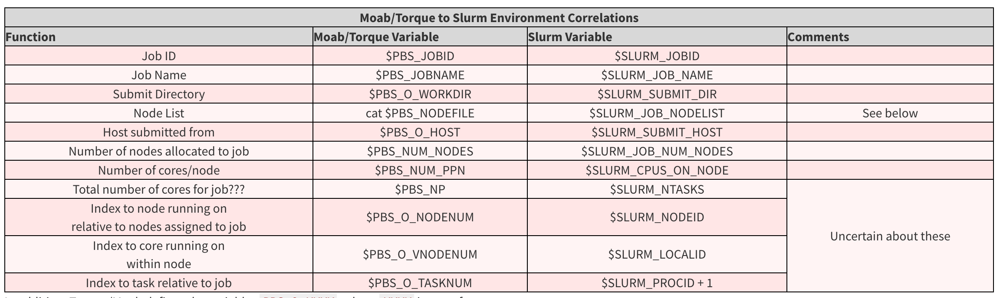 Moab/Torque to Slurm Environment Correlations
Function Moab/Torque Variable Slurm Variable Comments
Job ID $PBS_JOBID $SLURM_JOBID
Job Name $PBS_JOBNAME $SLURM_JOB_NAME
Submit Directory $PBS_O_WORKDIR $SLURM_SUBMIT_DIR
Node List cat $PBS_NODEFILE $SLURM_JOB_NODELIST See below
Host submitted from $PBS_O_HOST $SLURM_SUBMIT_HOST
Number of nodes allocated to job $PBS_NUM_NODES $SLURM_JOB_NUM_NODES
Number of cores/node $PBS_NUM_PPN $SLURM_CPUS_ON_NODE
Total number of cores for job??? $PBS_NP $SLURM_NTASKS
Index to node running on
relative to nodes assigned to job $PBS_O_NODENUM $SLURM_NODEID
Index to core running on
within node $PBS_O_VNODENUM $SLURM_LOCALID
Uncertain about these
Index to task relative to job $PBS_O_TASKNUM $SLURM_PROCID + 1